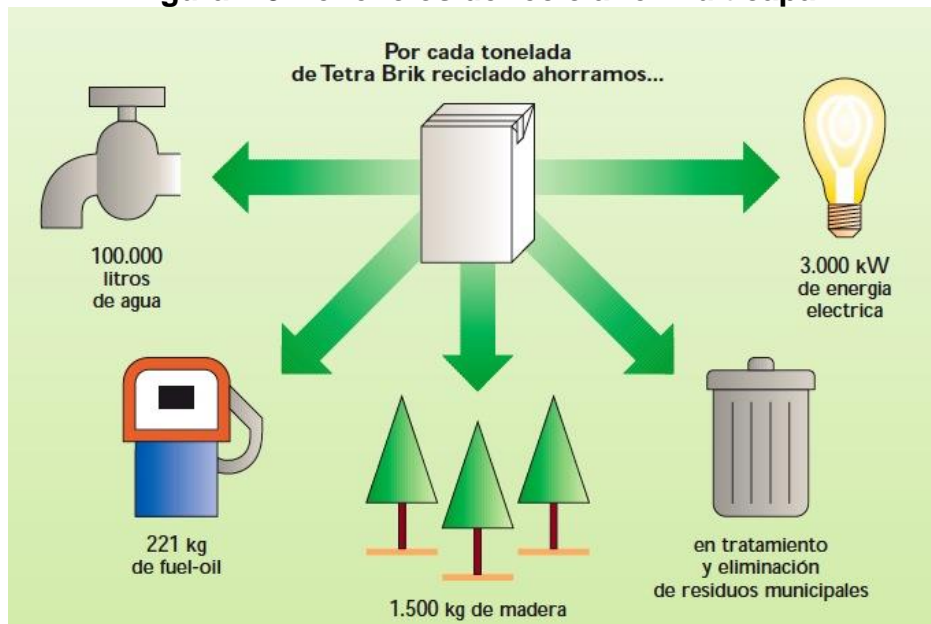 Por cada tonelada
de Tetra Brik reciclado ahorramos...
100.000
litros
de agua
3.000 kW
de energia
electrica
221 kg
de fuel-oil
1.500 kg de madera
en tratamiento
y eliminación
de residuos municipales